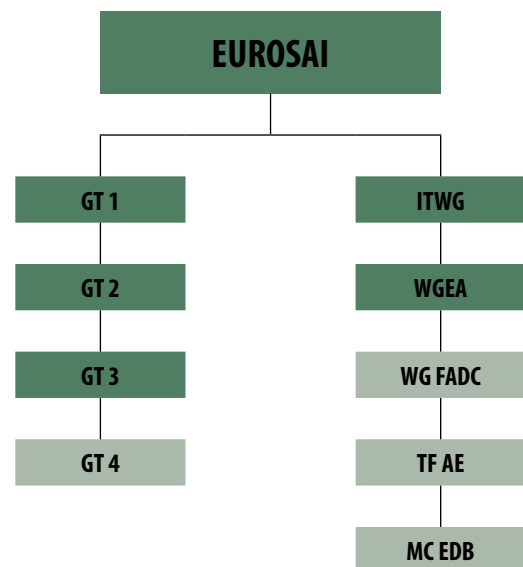 EUROSAI
GT 1
GT 2
GT 3
GT 4
ITWG
WGEA
WG FADC
TF AE
MC EDB